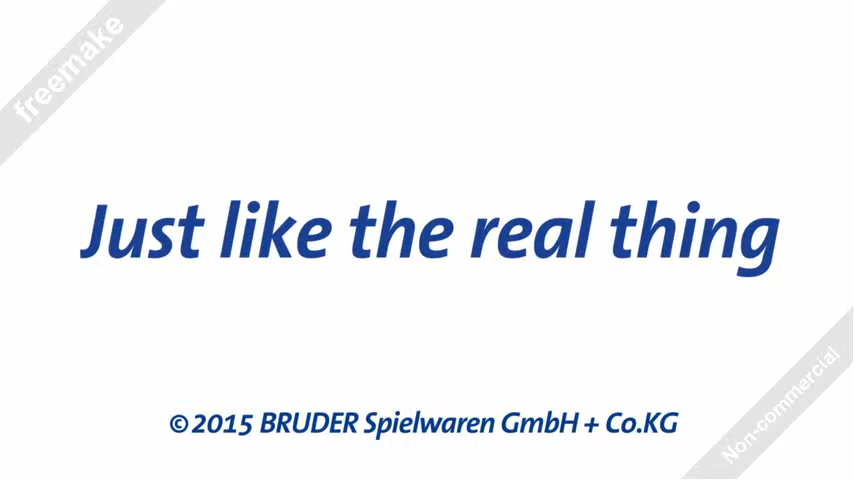 freemake
Just like the real thing
©2015 BRUDER Spielwaren GmbH + Co.KG
Non-commercial